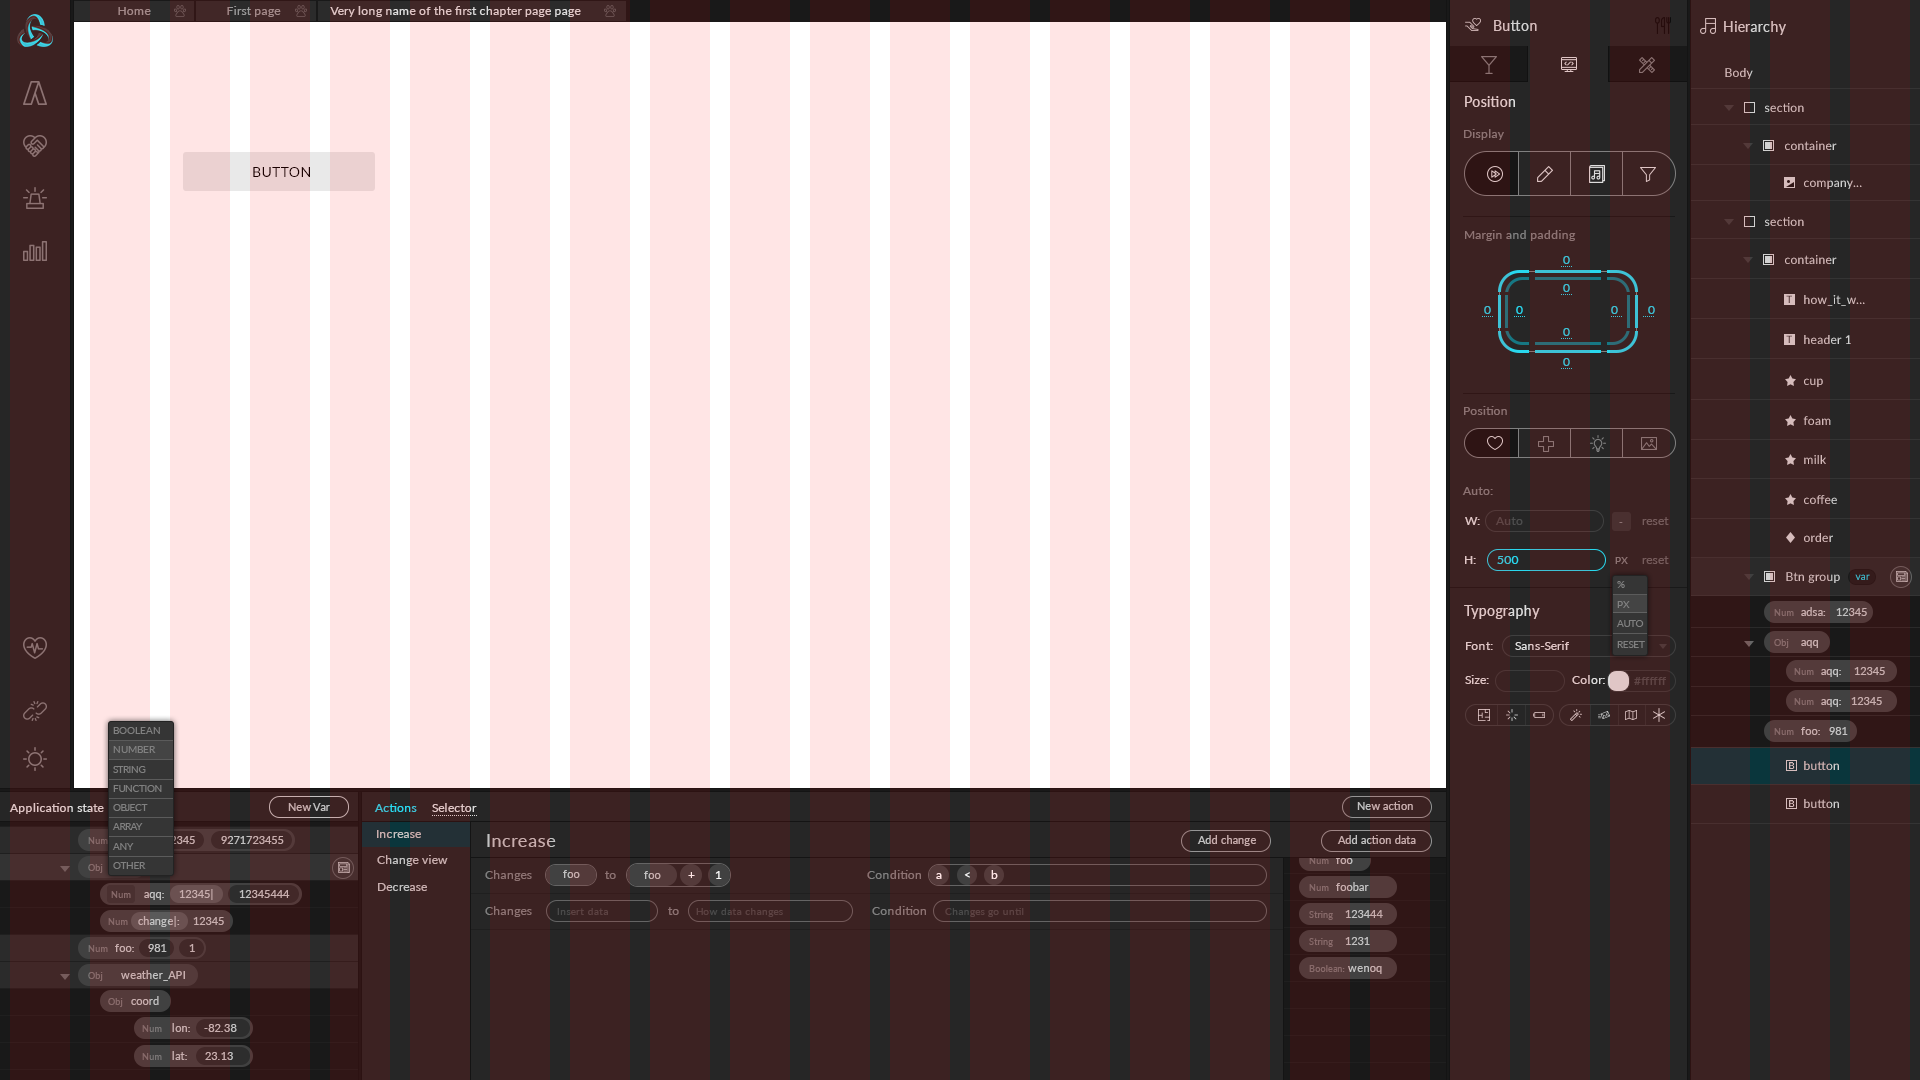 Home
First page
Very long name of the first chapter page page
BUTTON
Button
Position
Display
Margin and padding
0
0
0 0 0 0
0
0
Position
Auto:
W: Auto - reset
H: 500 PX reset
%
PX
AUTO
RESET
Typography
Font: Sans-Serif
Size: Color: #ffffff
Hierarchy
Body
section
container
company...
section
container
how_it_w...
header 1
cup
foam
milk
coffee
order
Btn group var
Num adsa: 12345
Obj aqq
Num aqq: 12345
Num aqq: 12345
Num foo: 981
button
button
Application state
New Var
BOOLEAN
NUMBER
STRING
FUNCTION
OBJECT
ARRAY
ANY
OTHER
Num 2345 9271723455
Obj
Num aqq: 12345| 12345444
Num change|: 12345
Num foo: 981 1
Obj weather_API
Obj coord
Num lon: -82.38
Num lat: 23.13
Actions Selector
New action
Increase
Change view
Decrease
Increase
Add change
Add action data
Changes foo to foo + 1 Condition a < b
Changes Insert data to How data changes Condition Changes go until
Num foo
Num foobar
String 123444
String 1231
Boolean: wenoq